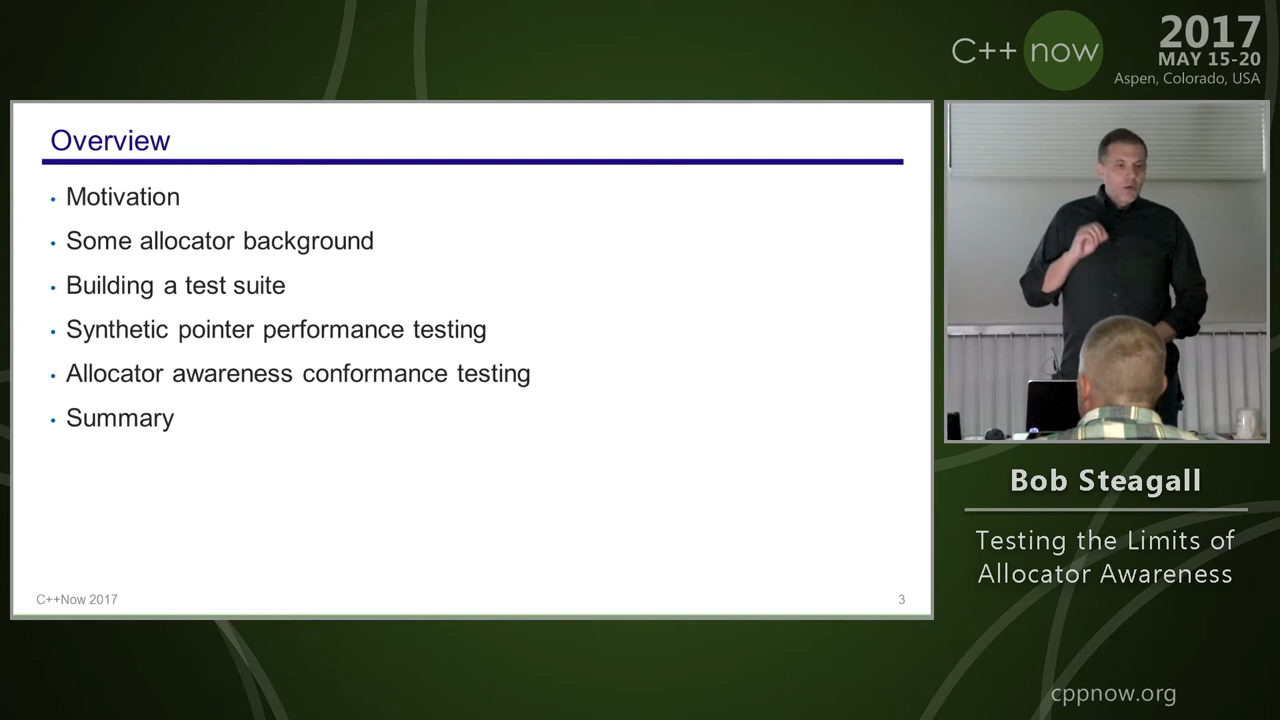 C++ now
2017
MAY 15-20
Aspen, Colorado, USA
Overview
• Motivation
• Some allocator background
• Building a test suite
• Synthetic pointer performance testing
• Allocator awareness conformance testing
• Summary
C++Now 2017
3
Bob Steagall
Testing the Limits of
Allocator Awareness
cppnow.org